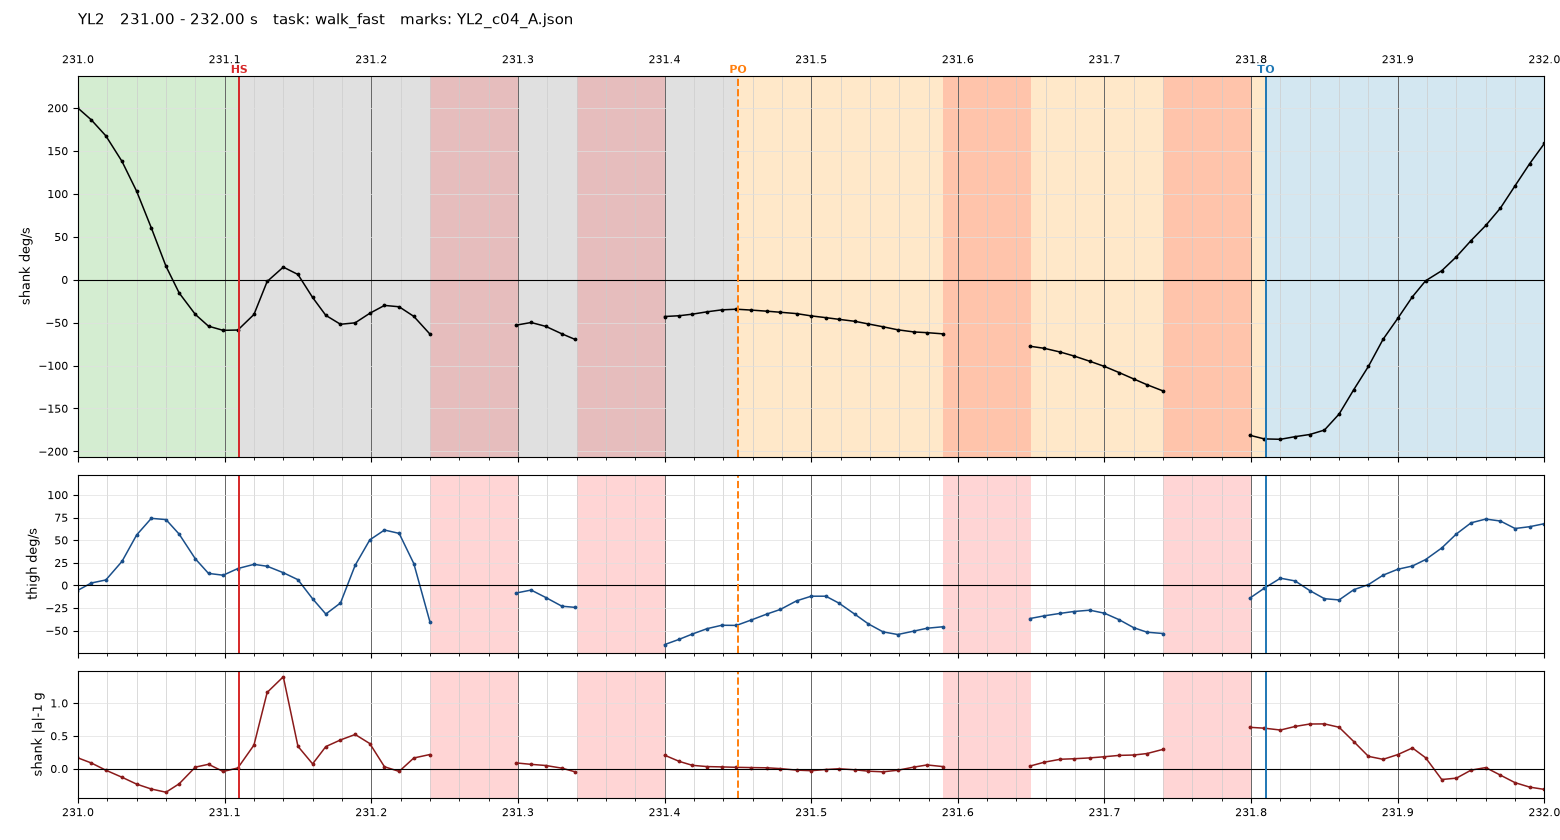 YL2   231.00 - 232.00 s   task: walk_fast   marks: YL2_c04_A.json
231.0 231.1 231.2 231.3 231.4 231.5 231.6 231.7 231.8 231.9 232.0
HS PO TO
shank deg/s
200
150
100
50
0
−50
−100
−150
−200
thigh deg/s
100
75
50
25
0
−25
−50
shank |a|-1 g
1.0
0.5
0.0
231.0 231.1 231.2 231.3 231.4 231.5 231.6 231.7 231.8 231.9 232.0